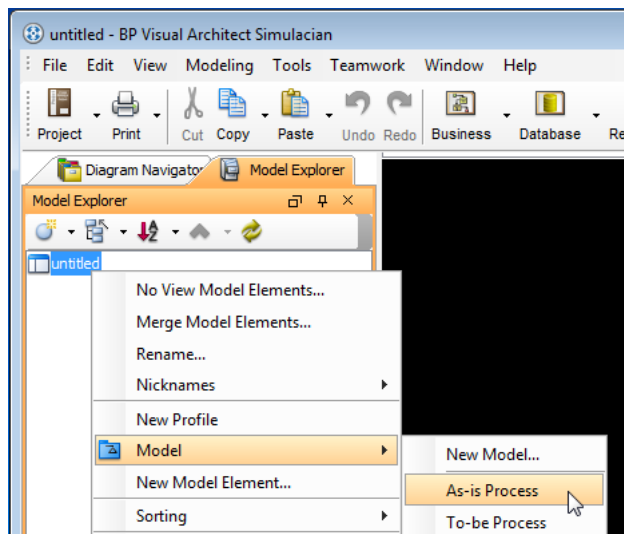 untitled - BP Visual Architect Simulacian
File Edit View Modeling Tools Teamwork Window Help
Project Print Cut Copy Paste Undo Redo Business Database Re
Diagram Navigator Model Explorer
Model Explorer
untitled
No View Model Elements...
Merge Model Elements...
Rename...
Nicknames
New Profile
Model
New Model...
New Model Element...
As-is Process
Sorting
To-be Process